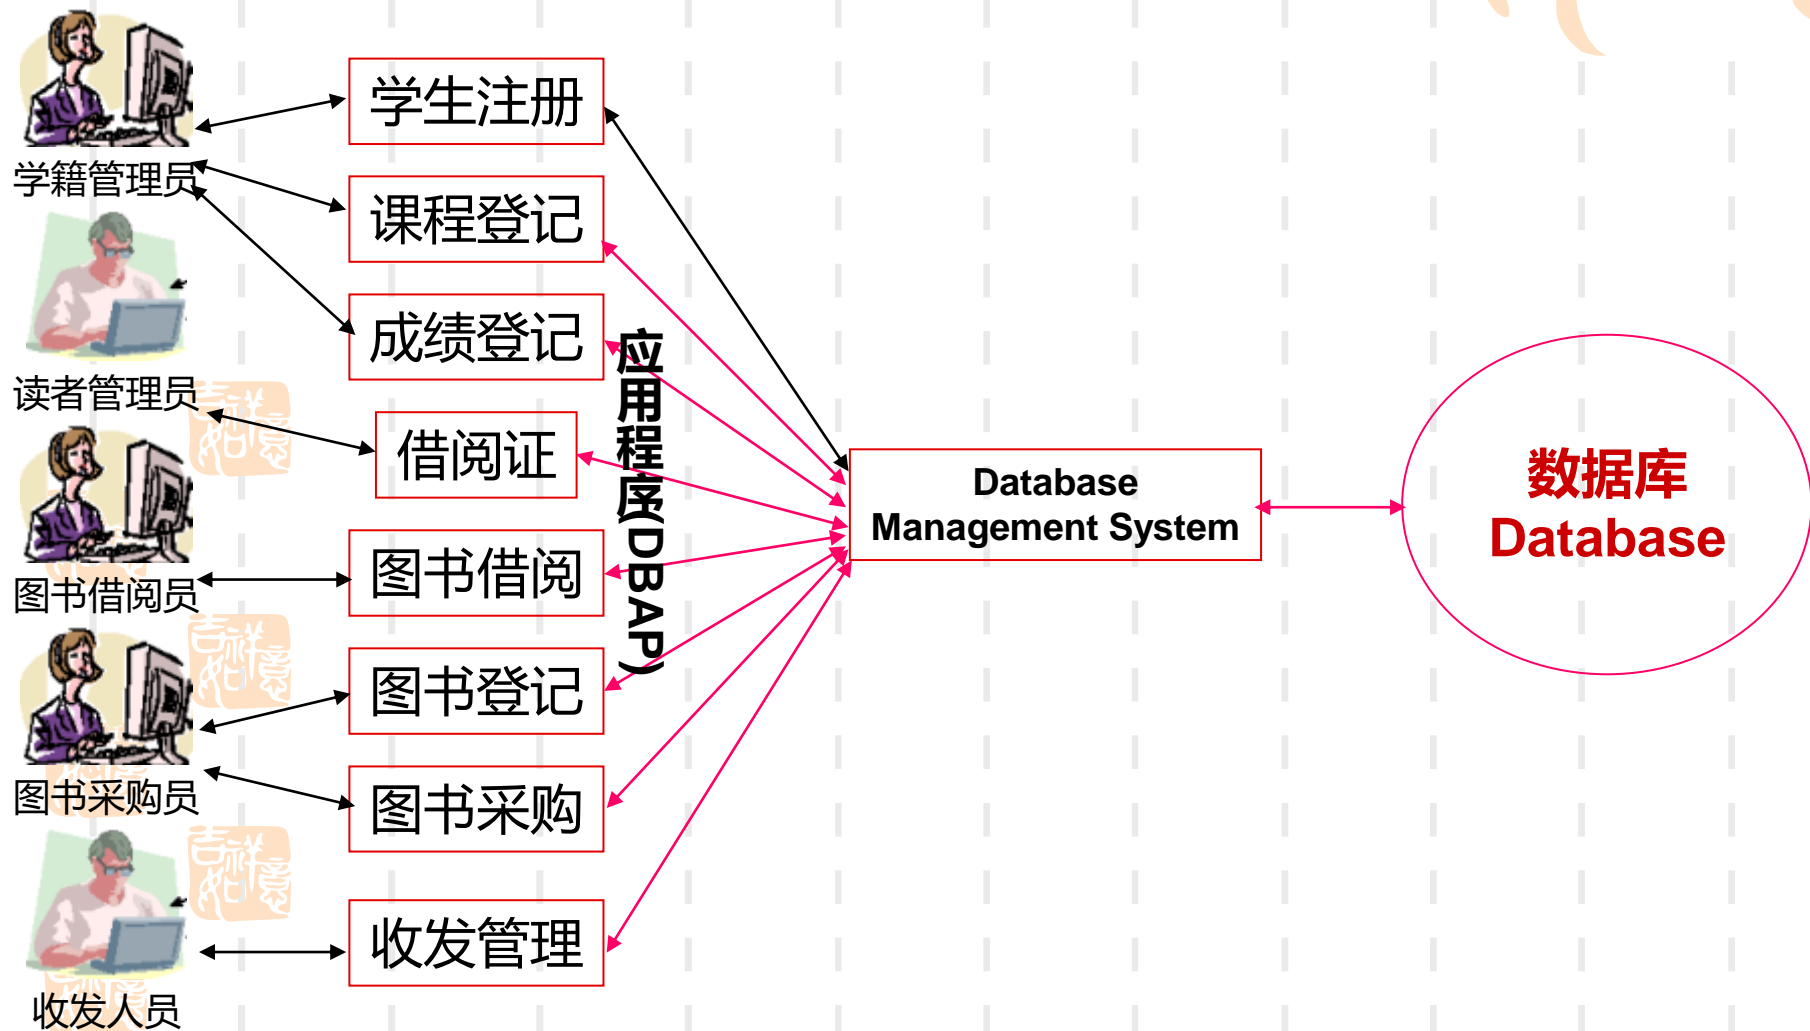 学籍管理员
读者管理员
图书借阅员
图书采购员
收发人员
学生注册
课程登记
成绩登记
借阅证
图书借阅
图书登记
图书采购
收发管理
应用程序(DBAP)
Database
Management System
数据库
Database